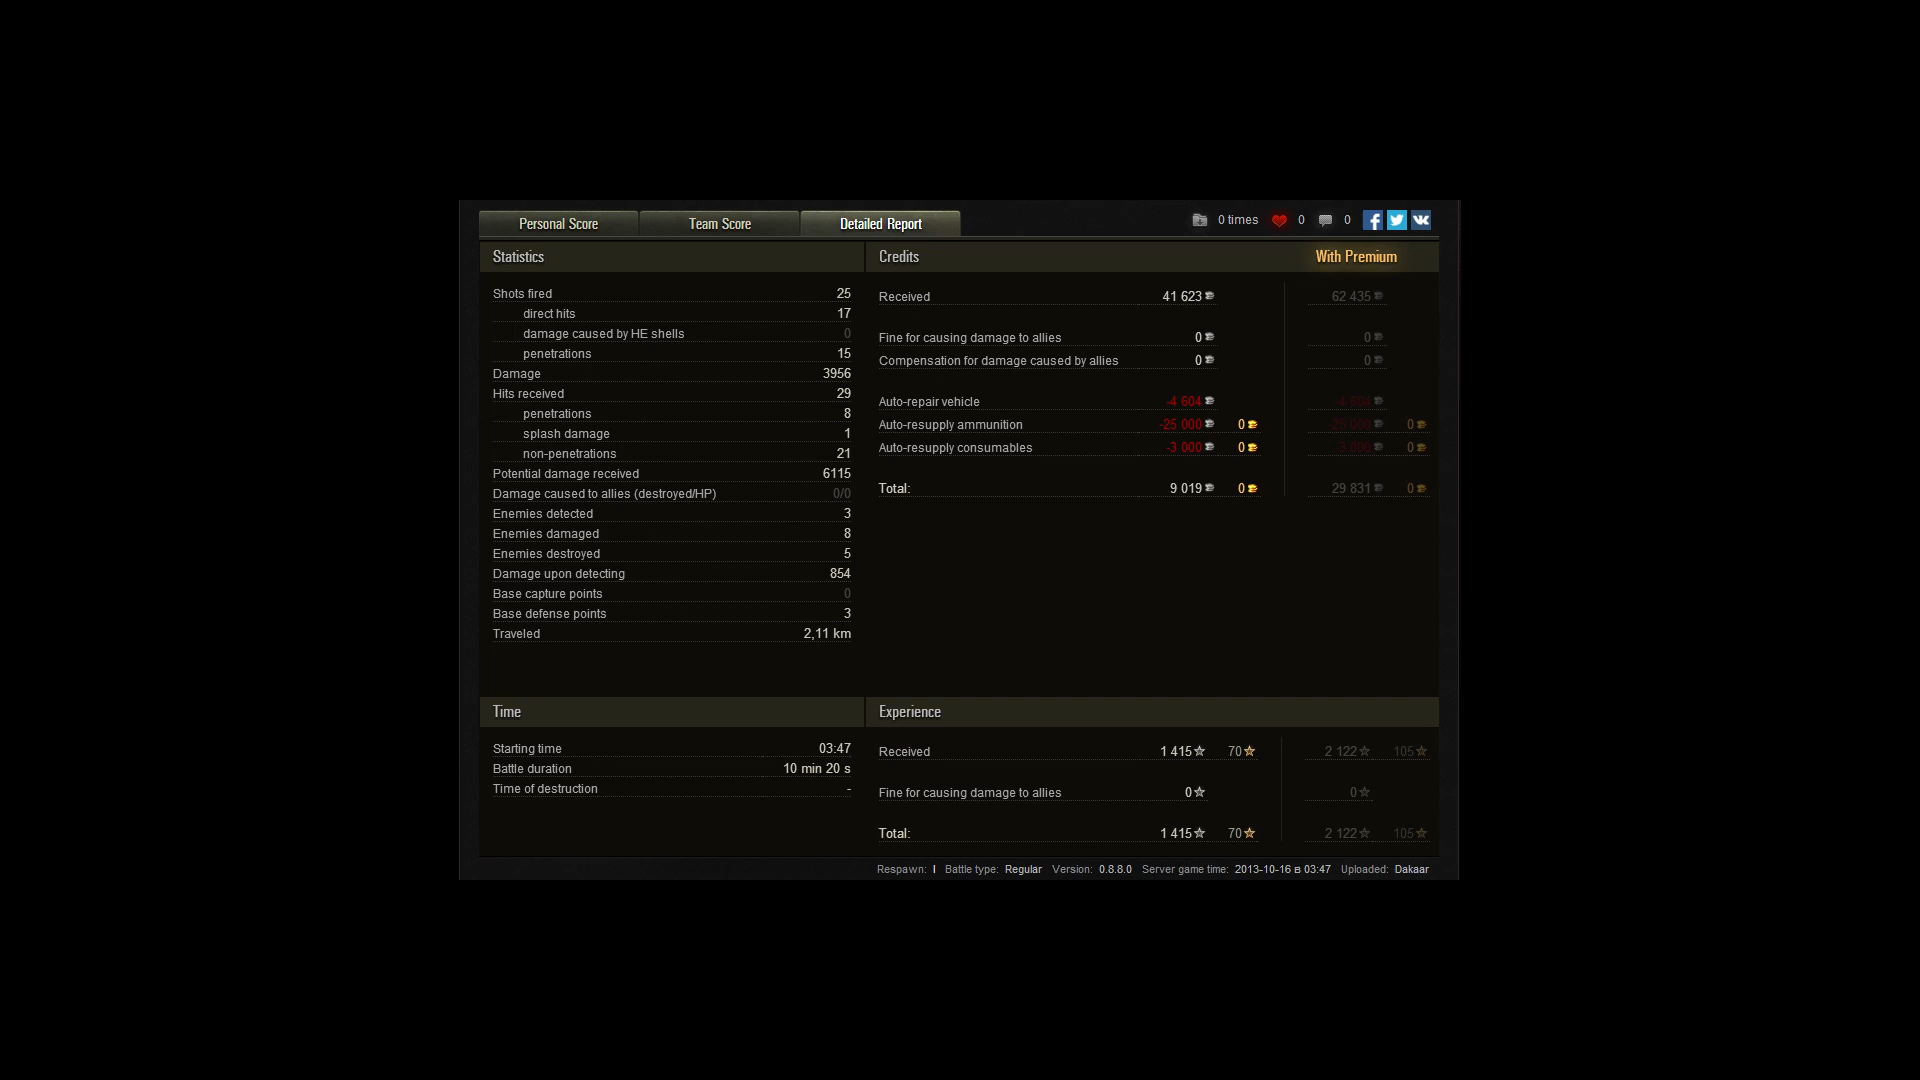 Personal Score Team Score Detailed Report 0 times 0 0
Statistics
Shots fired 25
direct hits 17
damage caused by HE shells 0
penetrations 15
Damage 3956
Hits received 29
penetrations 8
splash damage 1
non-penetrations 21
Potential damage received 6115
Damage caused to allies (destroyed/HP) 0/0
Enemies detected 3
Enemies damaged 8
Enemies destroyed 5
Damage upon detecting 854
Base capture points 0
Base defense points 3
Traveled 2,11 km
Credits With Premium
Received 41 623 62 435
Fine for causing damage to allies 0 0
Compensation for damage caused by allies 0 0
Auto-repair vehicle -4 604 -4 604
Auto-resupply ammunition -25 000 0 -25 000 0
Auto-resupply consumables -3 000 0 -3 000 0
Total: 9 019 0 29 831 0
Time
Starting time 03:47
Battle duration 10 min 20 s
Time of destruction -
Experience
Received 1 415 70 2 122 105
Fine for causing damage to allies 0 0
Total: 1 415 70 2 122 105
Respawn: I Battle type: Regular Version: 0.8.8.0 Server game time: 2013-10-16 в 03:47 Uploaded: Dakaar